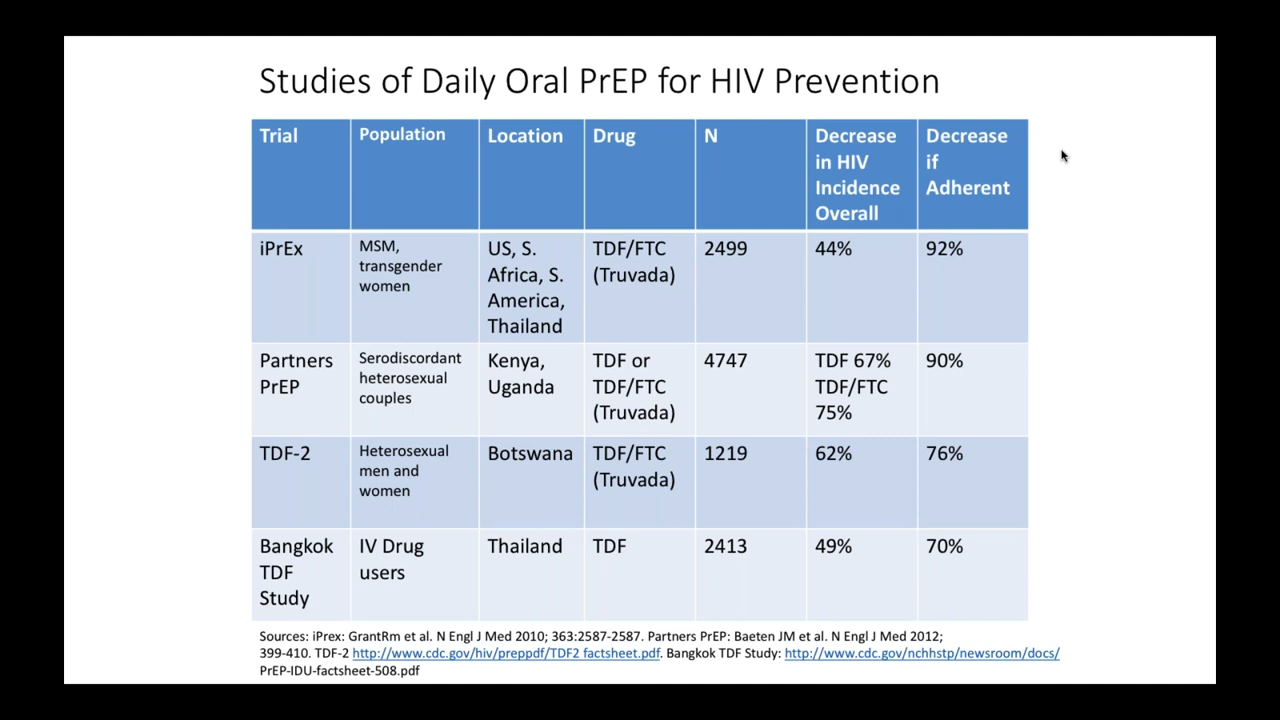 Studies of Daily Oral PrEP for HIV Prevention
Trial
Population
Location
Drug
N
Decrease
in HIV
Incidence
Overall
Decrease
if
Adherent
iPrEx
MSM,
transgender
women
US, S.
Africa, S.
America,
Thailand
TDF/FTC
(Truvada)
2499
44%
92%
Partners
PrEP
Serodiscordant
heterosexual
couples
Kenya,
Uganda
TDF or
TDF/FTC
(Truvada)
4747
TDF 67%
TDF/FTC
75%
90%
TDF-2
Heterosexual
men and
women
Botswana
TDF/FTC
(Truvada)
1219
62%
76%
Bangkok
TDF
Study
IV Drug
users
Thailand
TDF
2413
49%
70%
Sources: iPrex: GrantRm et al. N Engl J Med 2010; 363:2587-2587. Partners PrEP: Baeten JM et al. N Engl J Med 2012;
399-410. TDF-2 http://www.cdc.gov/hiv/preppdf/TDF2 factsheet.pdf. Bangkok TDF Study: http://www.cdc.gov/nchhstp/newsroom/docs/
PrEP-IDU-factsheet-508.pdf